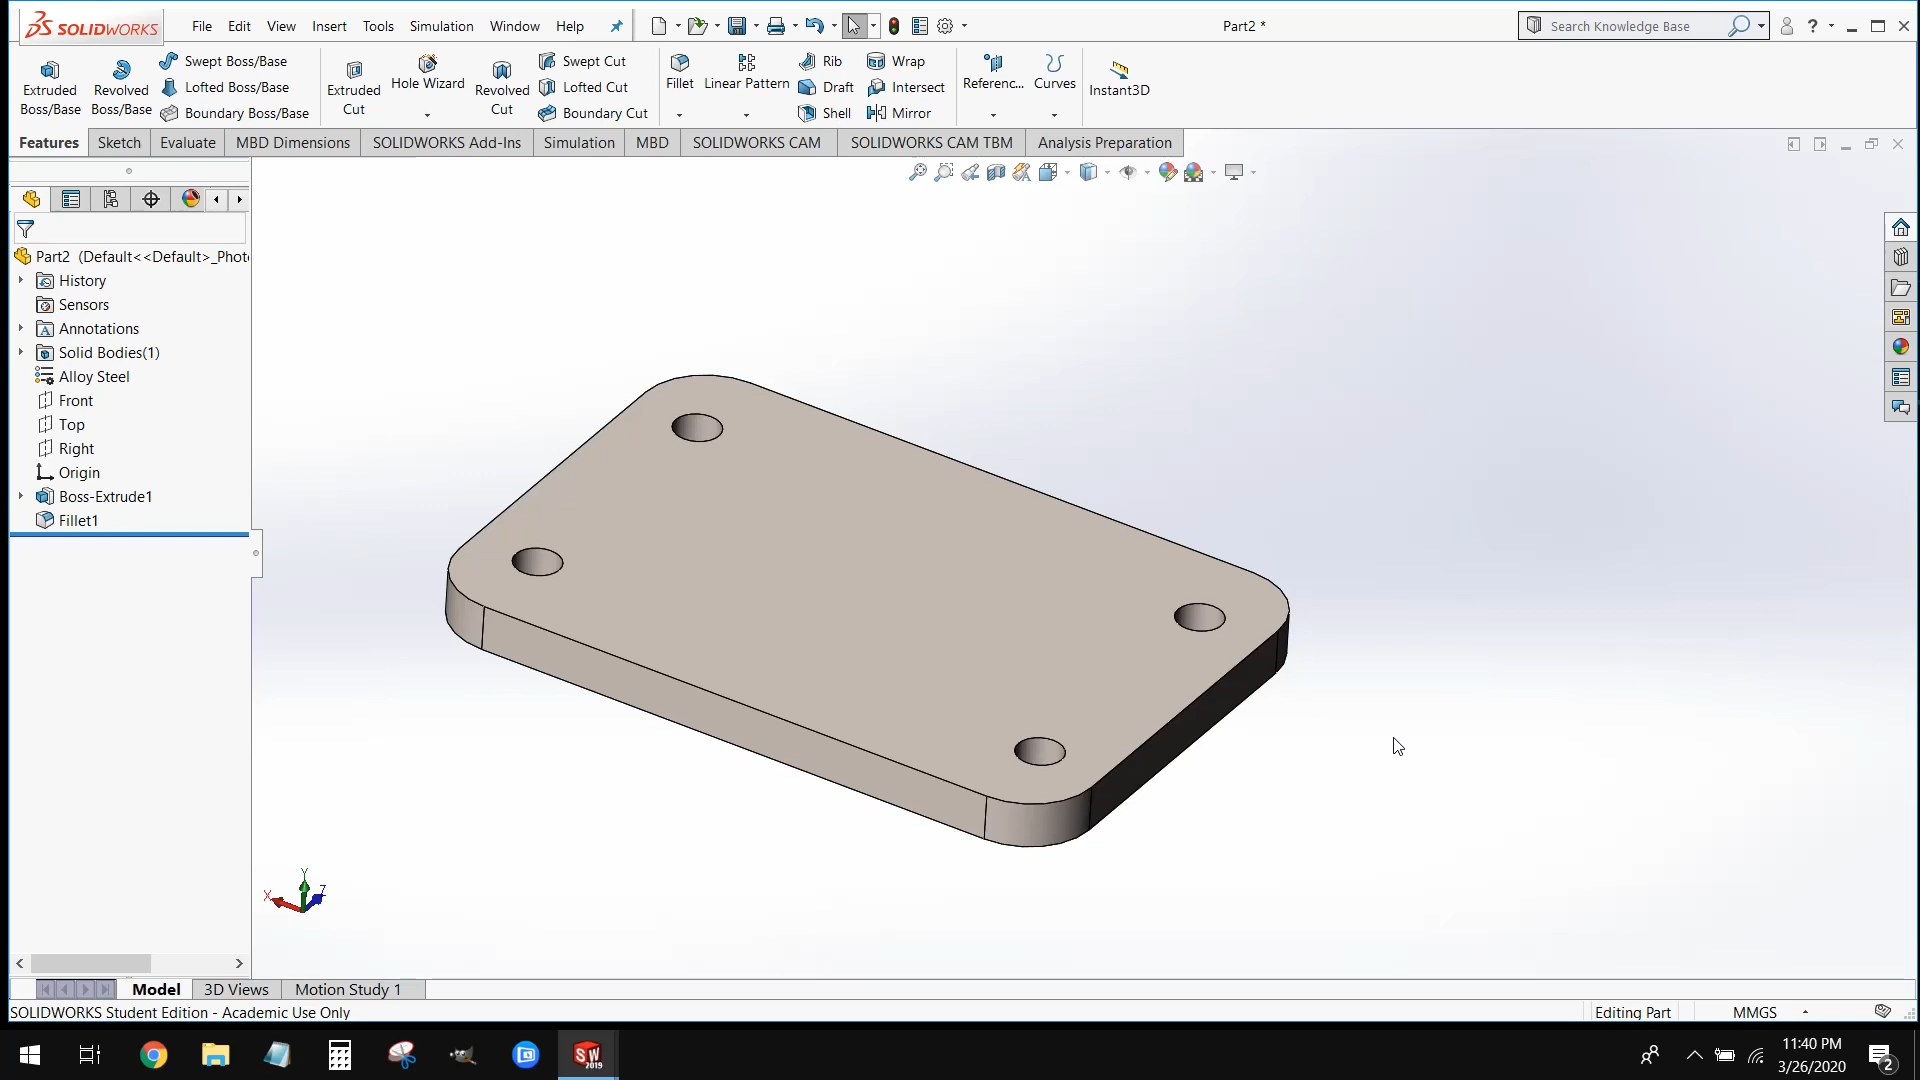 SOLIDWORKS File Edit View Insert Tools Simulation Window Help Part2 * Search Knowledge Base ?
Extruded Boss/Base
Revolved Boss/Base
Swept Boss/Base
Lofted Boss/Base
Boundary Boss/Base
Extruded Cut
Hole Wizard
Revolved Cut
Swept Cut
Lofted Cut
Boundary Cut
Fillet
Linear Pattern
Rib
Draft
Shell
Wrap
Intersect
Mirror
Referenc...
Curves
Instant3D
Features Sketch Evaluate MBD Dimensions SOLIDWORKS Add-Ins Simulation MBD SOLIDWORKS CAM SOLIDWORKS CAM TBM Analysis Preparation
Part2 (Default<<Default>_Phot
History
Sensors
Annotations
Solid Bodies(1)
Alloy Steel
Front
Top
Right
Origin
Boss-Extrude1
Fillet1
Y
X
Z
Model 3D Views Motion Study 1
SOLIDWORKS Student Edition - Academic Use Only Editing Part MMGS
SW
2019
11:40 PM
3/26/2020
2